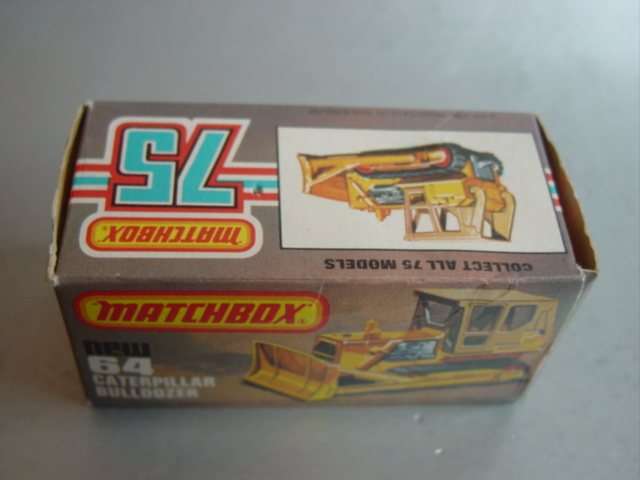 75
MATCHBOX
COLLECT ALL 75 MODELS
MATCHBOX
new
64
CATERPILLAR
BULLDOZER